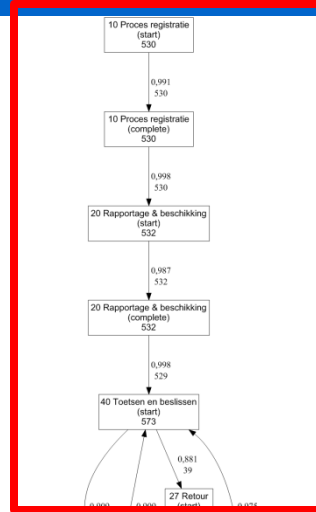 10 Proces registratie
(start)
530
0,991
530
10 Proces registratie
(complete)
530
0,998
530
20 Rapportage & beschikking
(start)
532
0,987
532
20 Rapportage & beschikking
(complete)
532
0,998
529
40 Toetsen en beslissen
(start)
573
0,881
39
27 Retour